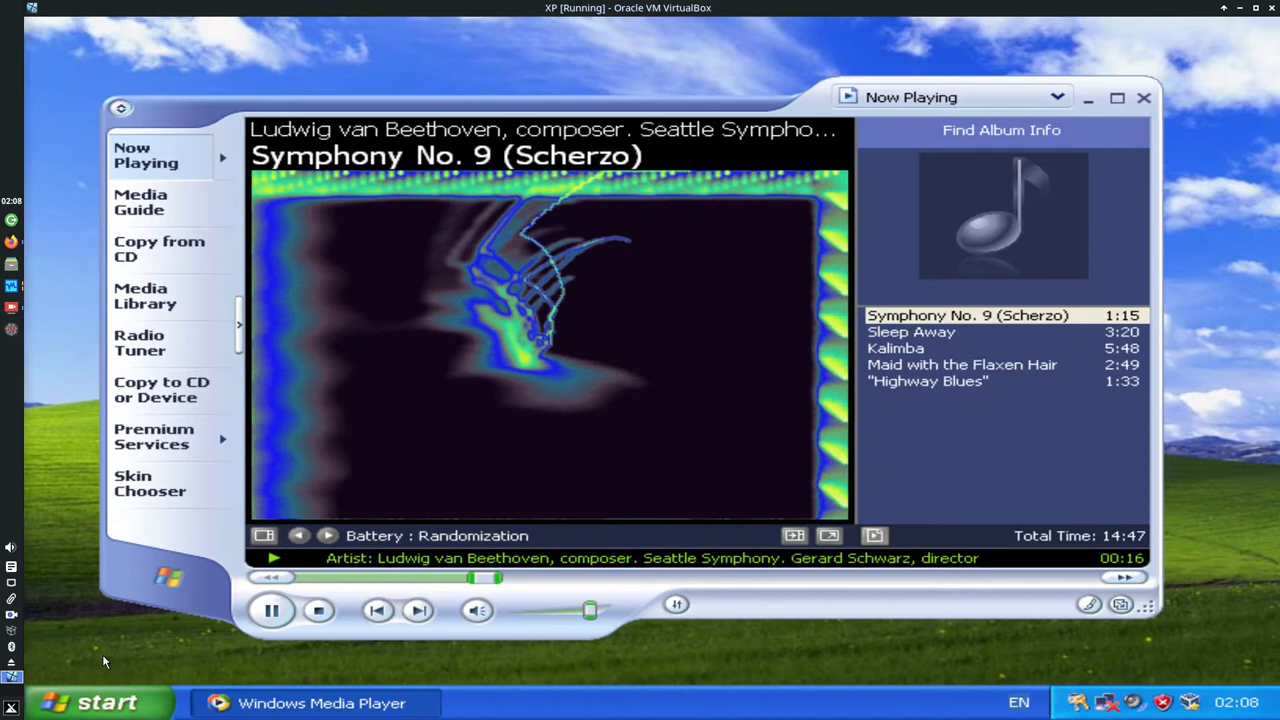 XP [Running] - Oracle VM VirtualBox
Now Playing
Ludwig van Beethoven, composer. Seattle Sympho...
Symphony No. 9 (Scherzo)
Find Album Info
Now
Playing
Media
Guide
Copy from
CD
Media
Library
Radio
Tuner
Copy to CD
or Device
Premium
Services
Skin
Chooser
02:08
Symphony No. 9 (Scherzo) 1:15
Sleep Away 3:20
Kalimba 5:48
Maid with the Flaxen Hair 2:49
"Highway Blues" 1:33
Battery : Randomization
Total Time: 14:47
Artist: Ludwig van Beethoven, composer. Seattle Symphony. Gerard Schwarz, director 00:16
start
Windows Media Player
EN
02:08